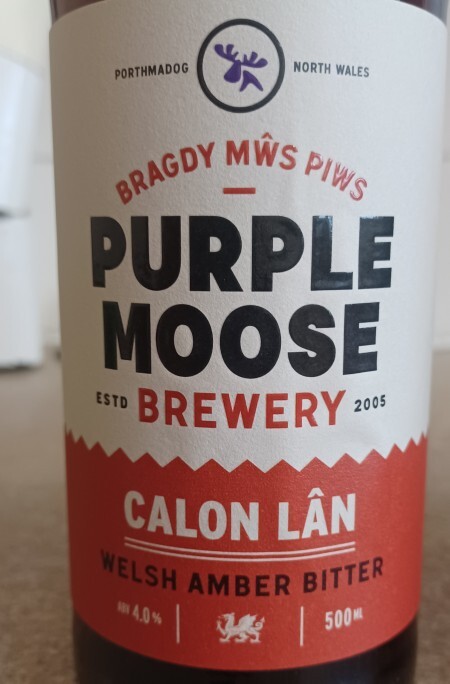 PORTHMADOG NORTH WALES
BRAGDY MŴS PIWS
PURPLE
MOOSE
ESTD BREWERY 2005
CALON LÂN
WELSH AMBER BITTER
ABV 4.0% 500ML